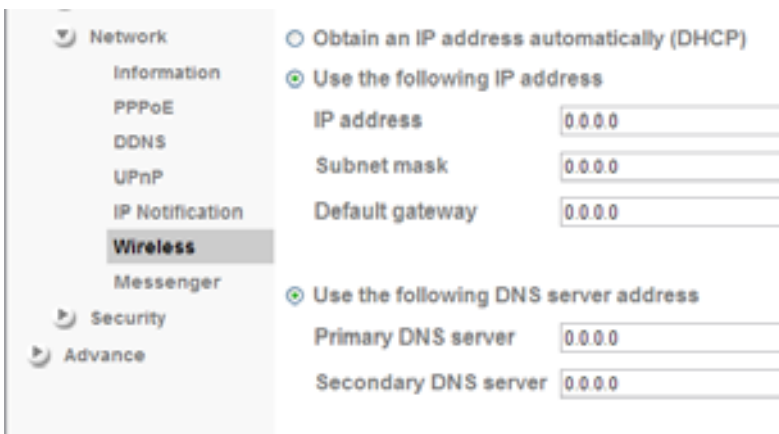 Network
Information
PPPoE
DDNS
UPnP
IP Notification
Wireless
Messenger
Security
Advance
Obtain an IP address automatically (DHCP)
Use the following IP address
IP address 0.0.0.0
Subnet mask 0.0.0.0
Default gateway 0.0.0.0
Use the following DNS server address
Primary DNS server 0.0.0.0
Secondary DNS server 0.0.0.0